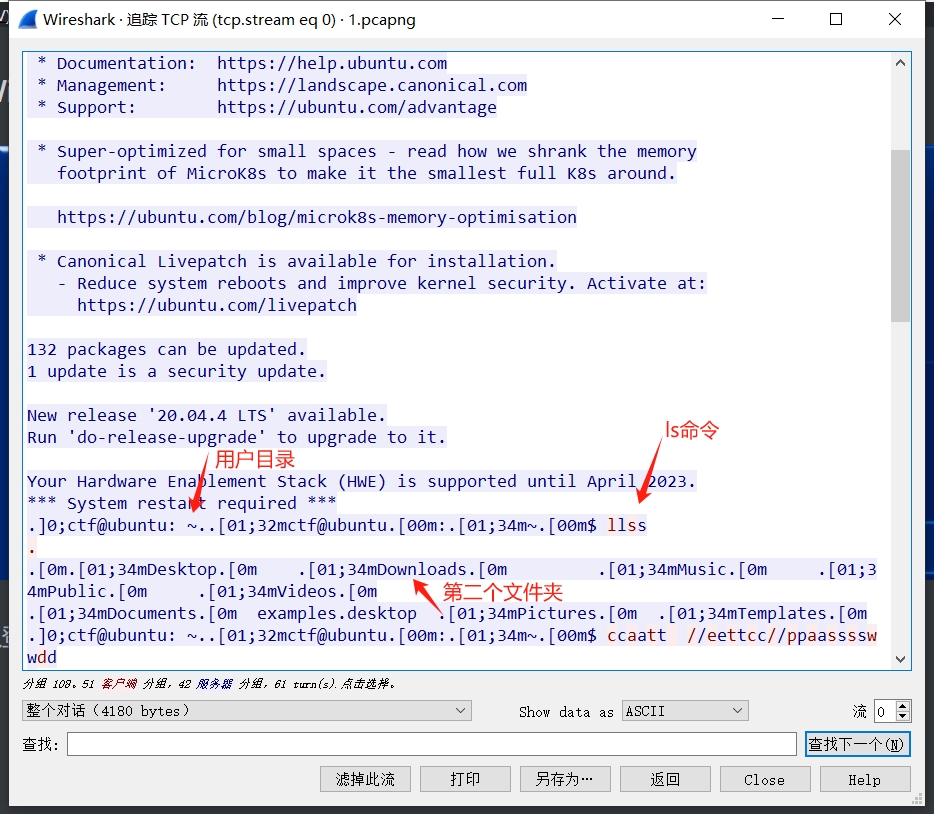 Wireshark · 追踪 TCP 流 (tcp.stream eq 0) · 1.pcapng
* Documentation:  https://help.ubuntu.com
* Management:     https://landscape.canonical.com
* Support:        https://ubuntu.com/advantage
* Super-optimized for small spaces - read how we shrank the memory
footprint of MicroK8s to make it the smallest full K8s around.
https://ubuntu.com/blog/microk8s-memory-optimisation
* Canonical Livepatch is available for installation.
- Reduce system reboots and improve kernel security. Activate at:
https://ubuntu.com/livepatch
132 packages can be updated.
1 update is a security update.
New release '20.04.4 LTS' available.
Run 'do-release-upgrade' to upgrade to it.
ls命令
用户目录
Your Hardware Enablement Stack (HWE) is supported until April 2023.
*** System restart required ***
.]0;ctf@ubuntu: ~..[01;32mctf@ubuntu.[00m:.[01;34m~.[00m$ llss
.
.[0m.[01;34mDesktop.[0m    .[01;34mDownloads.[0m         .[01;34mMusic.[0m     .[01;3
4mPublic.[0m     .[01;34mVideos.[0m
第二个文件夹
.[01;34mDocuments.[0m  examples.desktop  .[01;34mPictures.[0m  .[01;34mTemplates.[0m
.]0;ctf@ubuntu: ~..[01;32mctf@ubuntu.[00m:.[01;34m~.[00m$ ccaatt  //eettcc//ppaassssw
wdd
分组 109。51 客户端 分组，42 服务器 分组，61 turn(s).点击选择。
整个对话（4180 bytes）
Show data as ASCII
流 0
查找:
查找下一个(N)
滤掉此流
打印
另存为…
返回
Close
Help